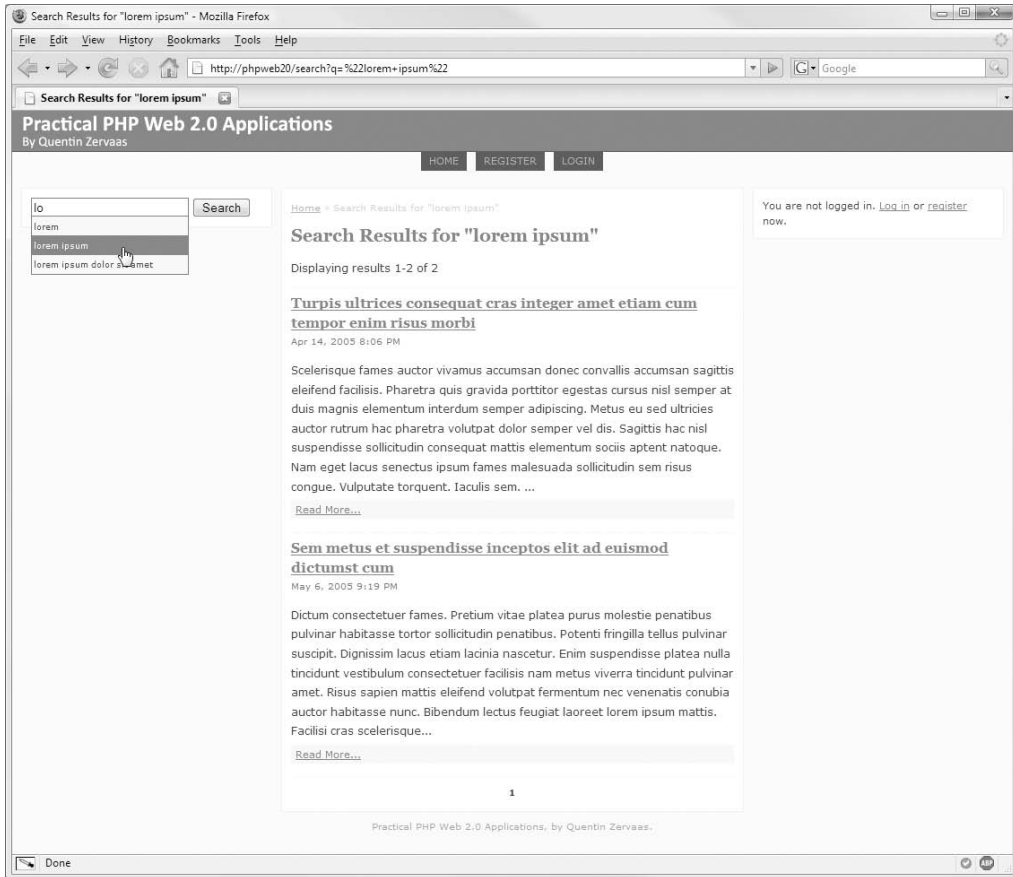 Search Results for "lorem ipsum" - Mozilla Firefox
File Edit View History Bookmarks Tools Help
http://phpweb20/search?q=%22lorem+ipsum%22
G Google
Search Results for "lorem ipsum"
Practical PHP Web 2.0 Applications
By Quentin Zervaas
HOME REGISTER LOGIN
lo
Search
lorem
lorem ipsum
lorem ipsum dolor sit amet
Home > Search Results for "lorem ipsum"
Search Results for "lorem ipsum"
Displaying results 1-2 of 2
Turpis ultrices consequat cras integer amet etiam cum
tempor enim risus morbi
Apr 14, 2005 8:06 PM
Scelerisque fames auctor vivamus accumsan donec convallis accumsan sagittis
eleifend facilisis. Pharetra quis gravida porttitor egestas cursus nisl semper at
duis magnis elementum interdum semper adipiscing. Metus eu sed ultricies
auctor rutrum hac pharetra volutpat dolor semper vel dis. Sagittis hac nisl
suspendisse sollicitudin consequat mattis elementum sociis aptent natoque.
Nam eget lacus senectus ipsum fames malesuada sollicitudin sem risus
congue. Vulputate torquent. Iaculis sem. ...
Read More...
Sem metus et suspendisse inceptos elit ad euismod
dictumst cum
May 6, 2005 9:19 PM
Dictum consectetuer fames. Pretium vitae platea purus molestie penatibus
pulvinar habitasse tortor sollicitudin penatibus. Potenti fringilla tellus pulvinar
suscipit. Dignissim lacus etiam lacinia nascetur. Enim suspendisse platea nulla
tincidunt vestibulum consectetuer facilisis nam metus viverra tincidunt pulvinar
amet. Risus sapien mattis eleifend volutpat fermentum nec venenatis conubia
auctor habitasse nunc. Bibendum lectus feugiat laoreet lorem ipsum mattis.
Facilisi cras scelerisque...
Read More...
1
You are not logged in. Log in or register
now.
Practical PHP Web 2.0 Applications, by Quentin Zervaas.
Done
ABP